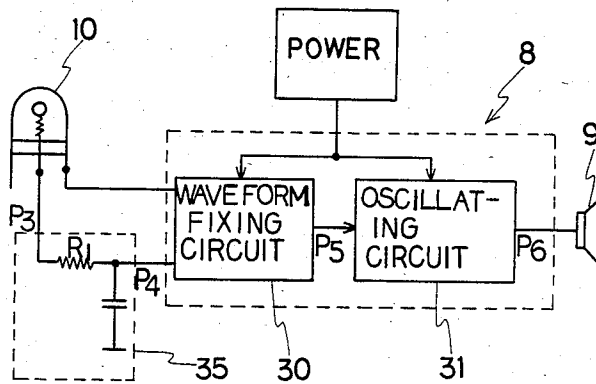 10
POWER
8
9
WAVEFORM
FIXING
CIRCUIT
OSCILLAT-
ING
CIRCUIT
P3
R1
P4
P5
P6
35
30
31